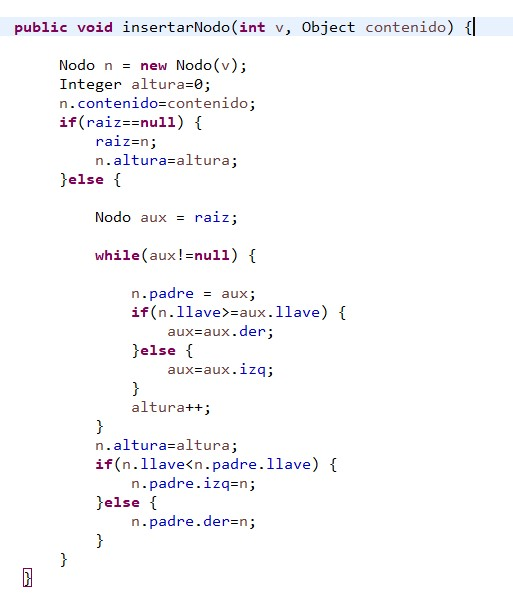 public void insertarNodo(int v, Object contenido) {
Nodo n = new Nodo(v);
Integer altura=0;
n.contenido=contenido;
if(raiz==null) {
raiz=n;
n.altura=altura;
}else {
Nodo aux = raiz;
while(aux!=null) {
n.padre = aux;
if(n.llave>=aux.llave) {
aux=aux.der;
}else {
aux=aux.izq;
}
altura++;
}
n.altura=altura;
if(n.llave<n.padre.llave) {
n.padre.izq=n;
}else {
n.padre.der=n;
}
}
}